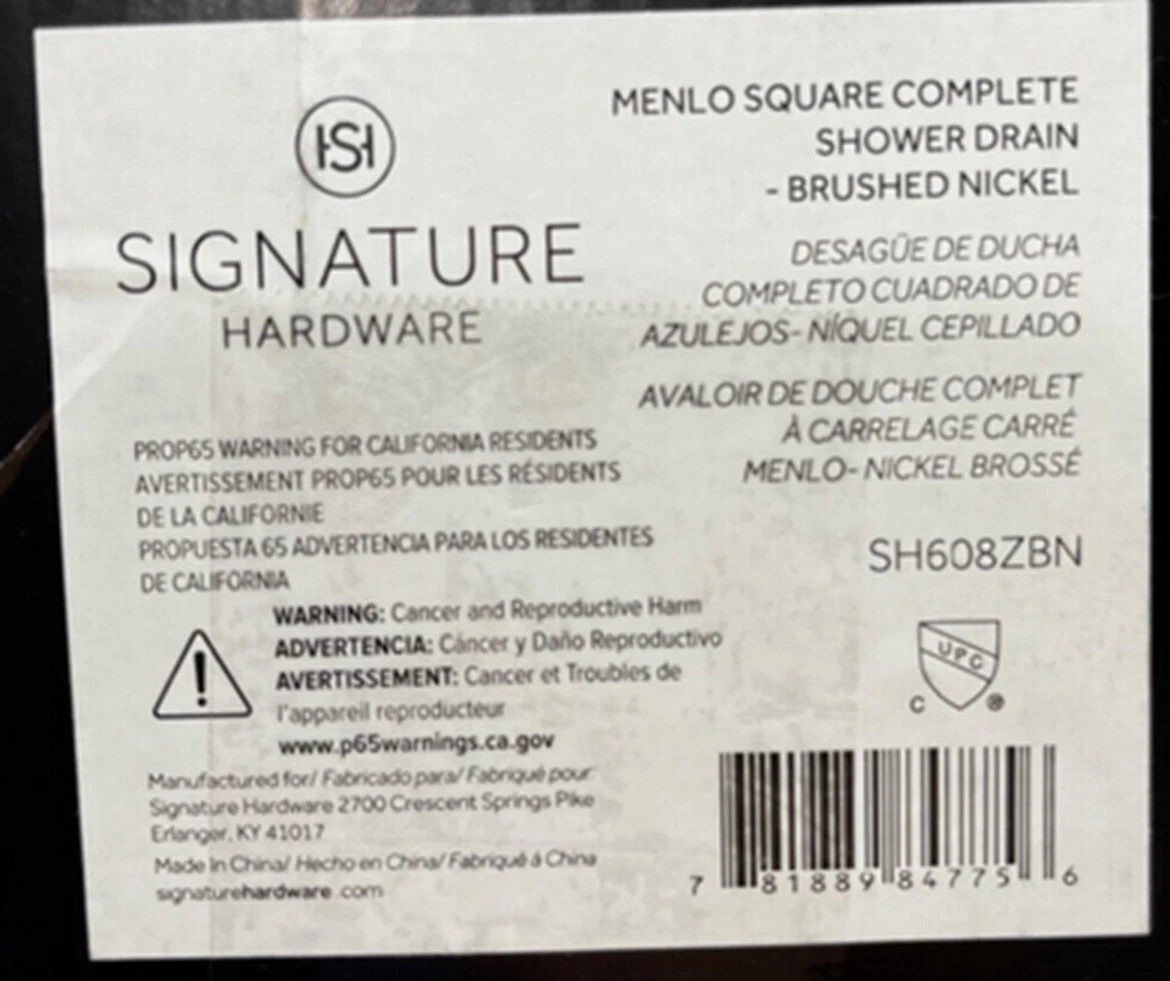 HS
SIGNATURE
HARDWARE
MENLO SQUARE COMPLETE
SHOWER DRAIN
- BRUSHED NICKEL
DESAGÜE DE DUCHA
COMPLETO CUADRADO DE
AZULEJOS- NÍQUEL CEPILLADO
AVALOIR DE DOUCHE COMPLET
À CARRELAGE CARRÉ
MENLO- NICKEL BROSSÉ
SH608ZBN
PROP65 WARNING FOR CALIFORNIA RESIDENTS
AVERTISSEMENT PROP65 POUR LES RÉSIDENTS
DE LA CALIFORNIE
PROPUESTA 65 ADVERTENCIA PARA LOS RESIDENTES
DE CALIFORNIA
WARNING: Cancer and Reproductive Harm
ADVERTENCIA: Cáncer y Daño Reproductivo
AVERTISSEMENT: Cancer et Troubles de
l'appareil reproducteur
www.p65warnings.ca.gov
Manufactured for/ Fabricado para/ Fabriqué pour:
Signature Hardware 2700 Crescent Springs Pike
Erlanger, KY 41017
Made In China/ Hecho en China/ Fabriqué á China
signaturehardware .com
UPC
C ®
7 81889 84775 6